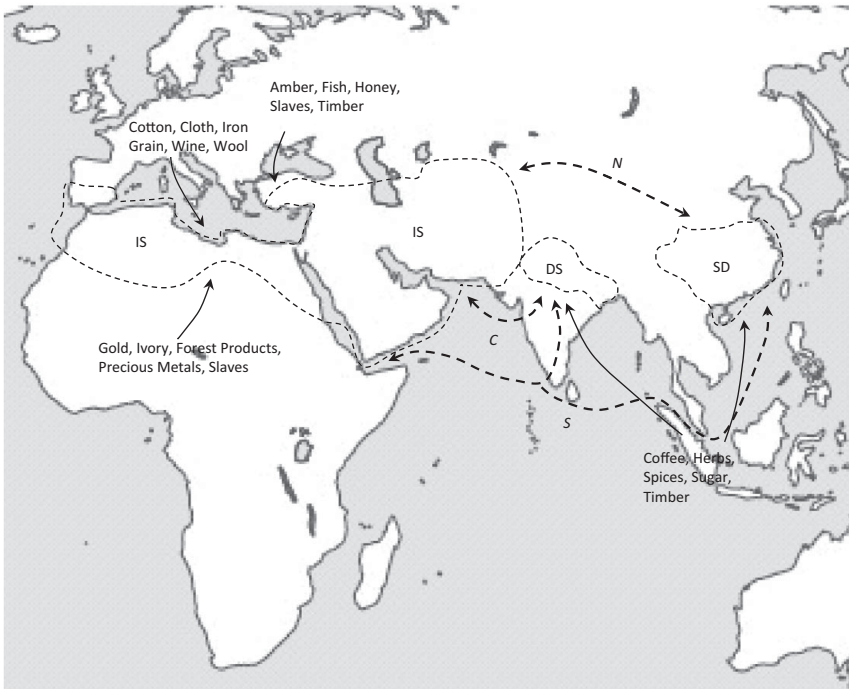 Amber, Fish, Honey,
Slaves, Timber
Cotton, Cloth, Iron
Grain, Wine, Wool
N
IS
IS
DS
SD
C
Gold, Ivory, Forest Products,
Precious Metals, Slaves
S
Coffee, Herbs,
Spices, Sugar,
Timber